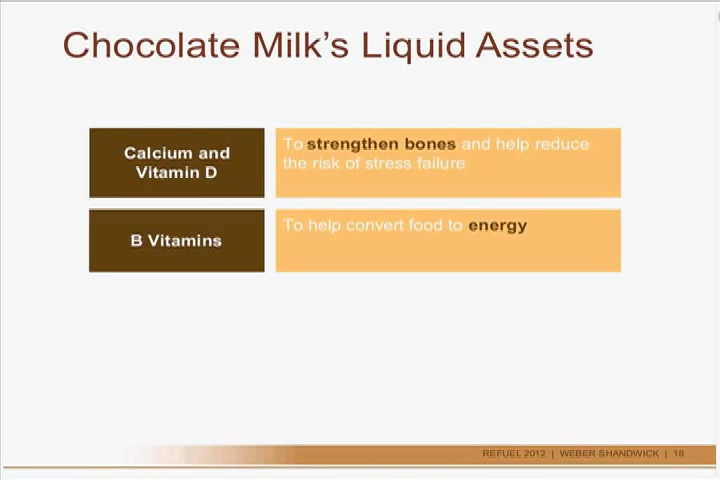 Chocolate Milk's Liquid Assets
Calcium and
Vitamin D
To strengthen bones and help reduce
the risk of stress failure
B Vitamins
To help convert food to energy
REFUEL 2012 | WEBER SHANDWICK | 18